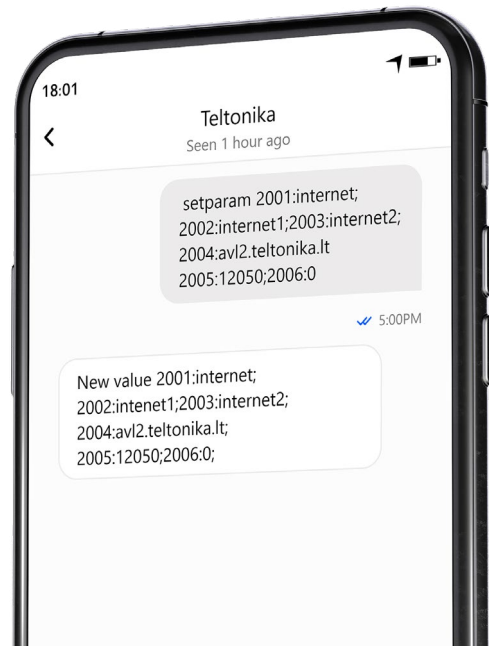 18:01
Teltonika
Seen 1 hour ago
setparam 2001:internet;
2002:internet1;2003:internet2;
2004:avl2.teltonika.lt
2005:12050;2006:0
5:00PM
New value 2001:internet;
2002:intenet1;2003:internet2;
2004:avl2.teltonika.lt;
2005:12050;2006:0;